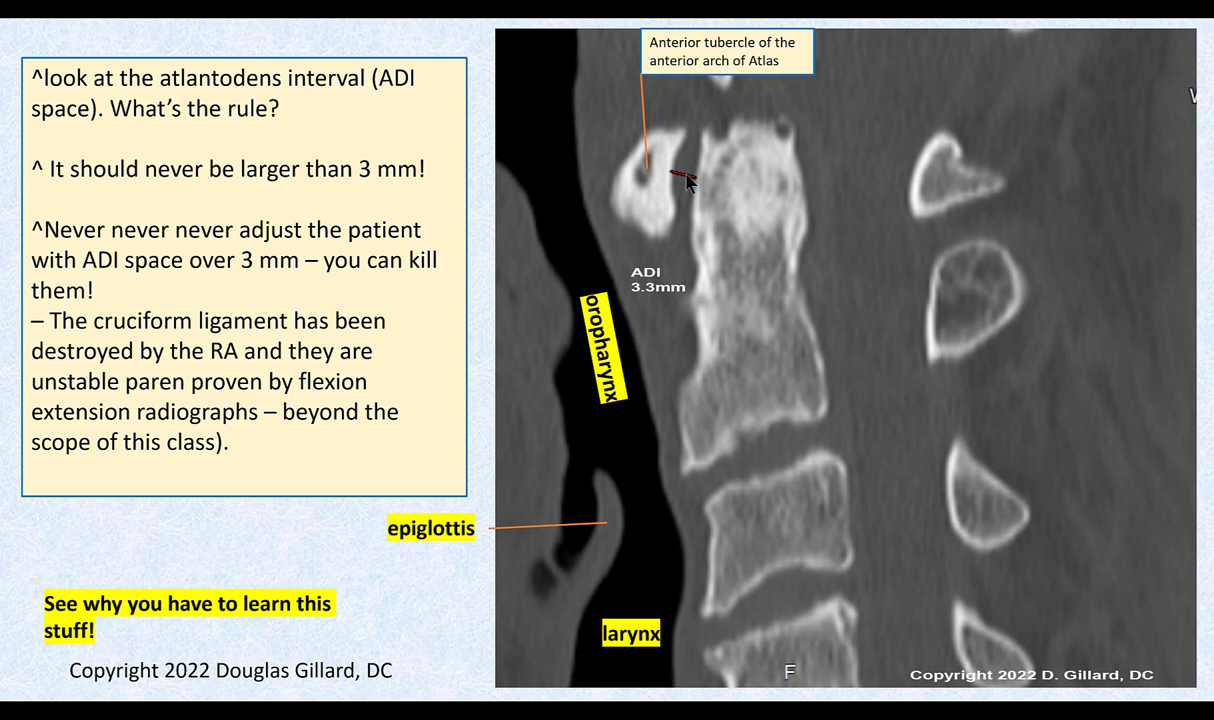 ^look at the atlantodens interval (ADI
space). What's the rule?
^ It should never be larger than 3 mm!
^Never never never adjust the patient
with ADI space over 3 mm – you can kill
them!
– The cruciform ligament has been
destroyed by the RA and they are
unstable paren proven by flexion
extension radiographs – beyond the
scope of this class).
epiglottis
See why you have to learn this
stuff!
Copyright 2022 Douglas Gillard, DC
Anterior tubercle of the
anterior arch of Atlas
ADI
3.3mm
oropharynx
larynx
F
Copyright 2022 D. Gillard, DC